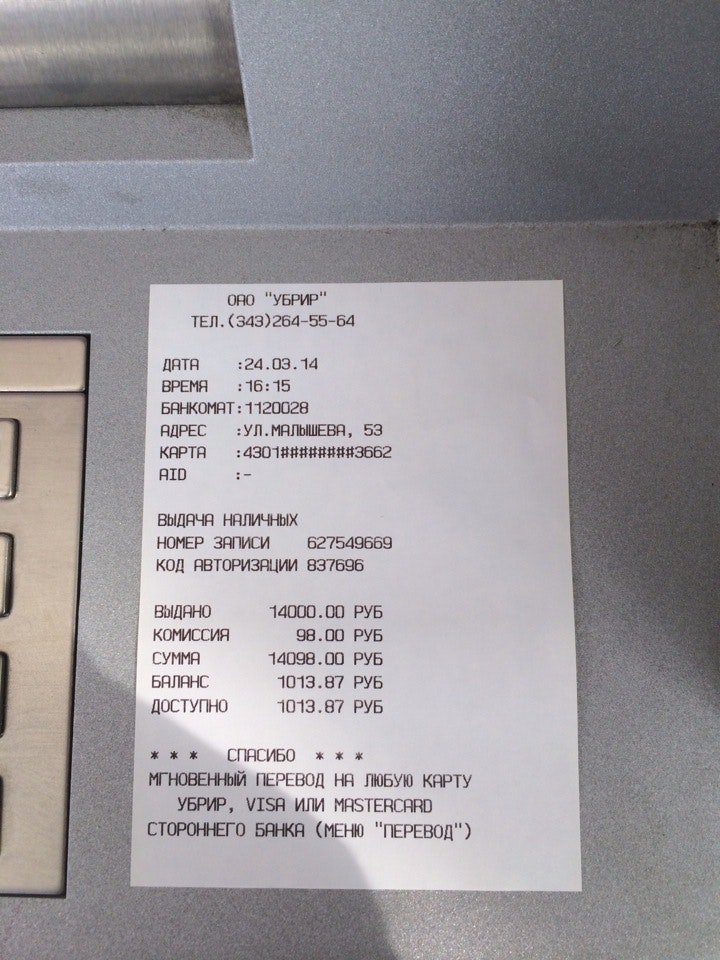 ОАО "УБРИР"
ТЕЛ.(343)264-55-64
ДАТА :24.03.14
ВРЕМЯ :16:15
БАНКОМАТ:1120028
АДРЕС :УЛ.МАЛЫШЕВА, 53
КАРТА :4301########3662
AID :-
ВЫДАЧА НАЛИЧНЫХ
НОМЕР ЗАПИСИ 627549669
КОД АВТОРИЗАЦИИ 837696
ВЫДАНО 14000.00 РУБ
КОМИССИЯ 98.00 РУБ
СУММА 14098.00 РУБ
БАЛАНС 1013.87 РУБ
ДОСТУПНО 1013.87 РУБ
* * * СПАСИБО * * *
МГНОВЕННЫЙ ПЕРЕВОД НА ЛЮБУЮ КАРТУ
УБРИР, VISA ИЛИ MASTERCARD
СТОРОННЕГО БАНКА (МЕНЮ "ПЕРЕВОД")